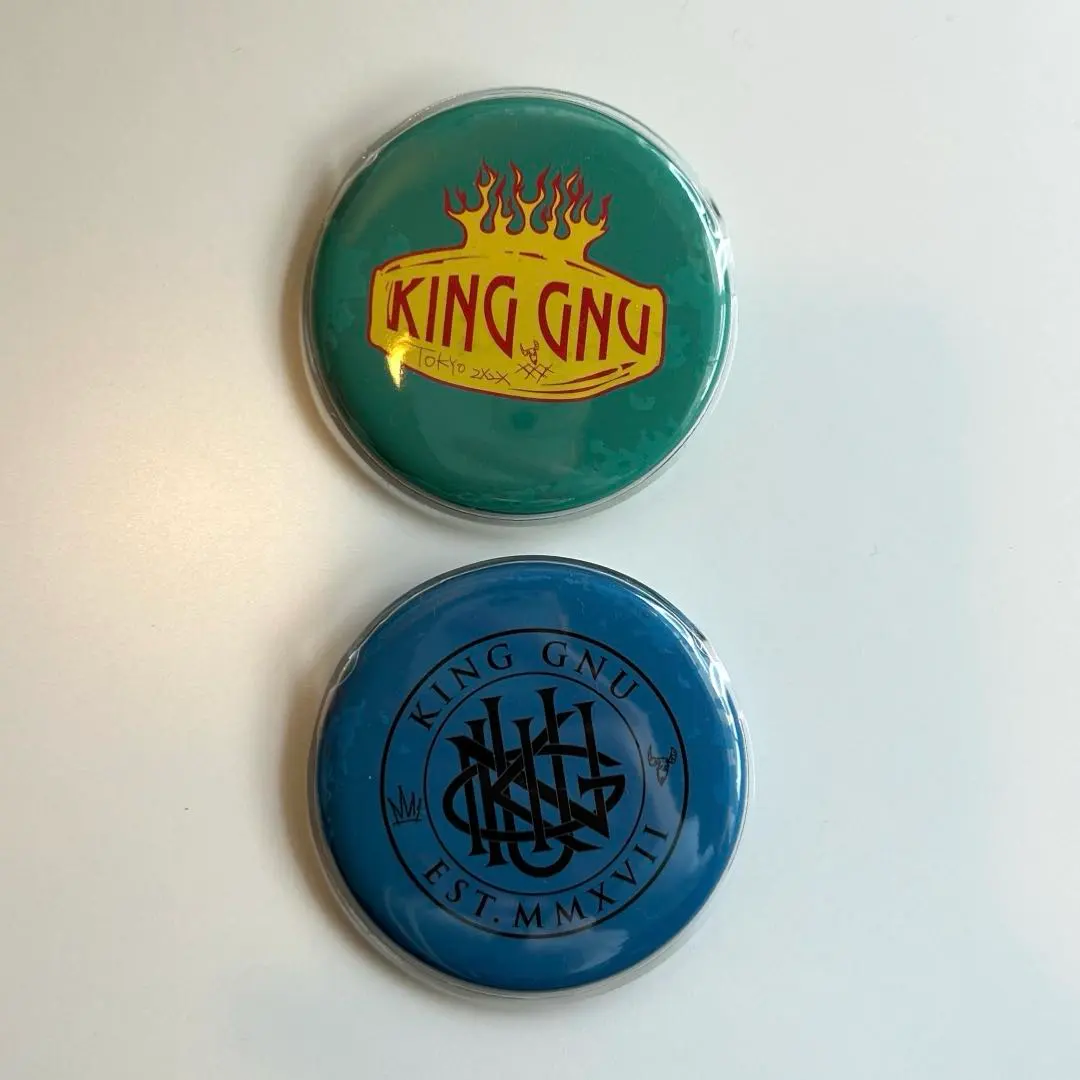 KING GNU
TOKYO 2XXX
KING GNU
EST. MMXVII